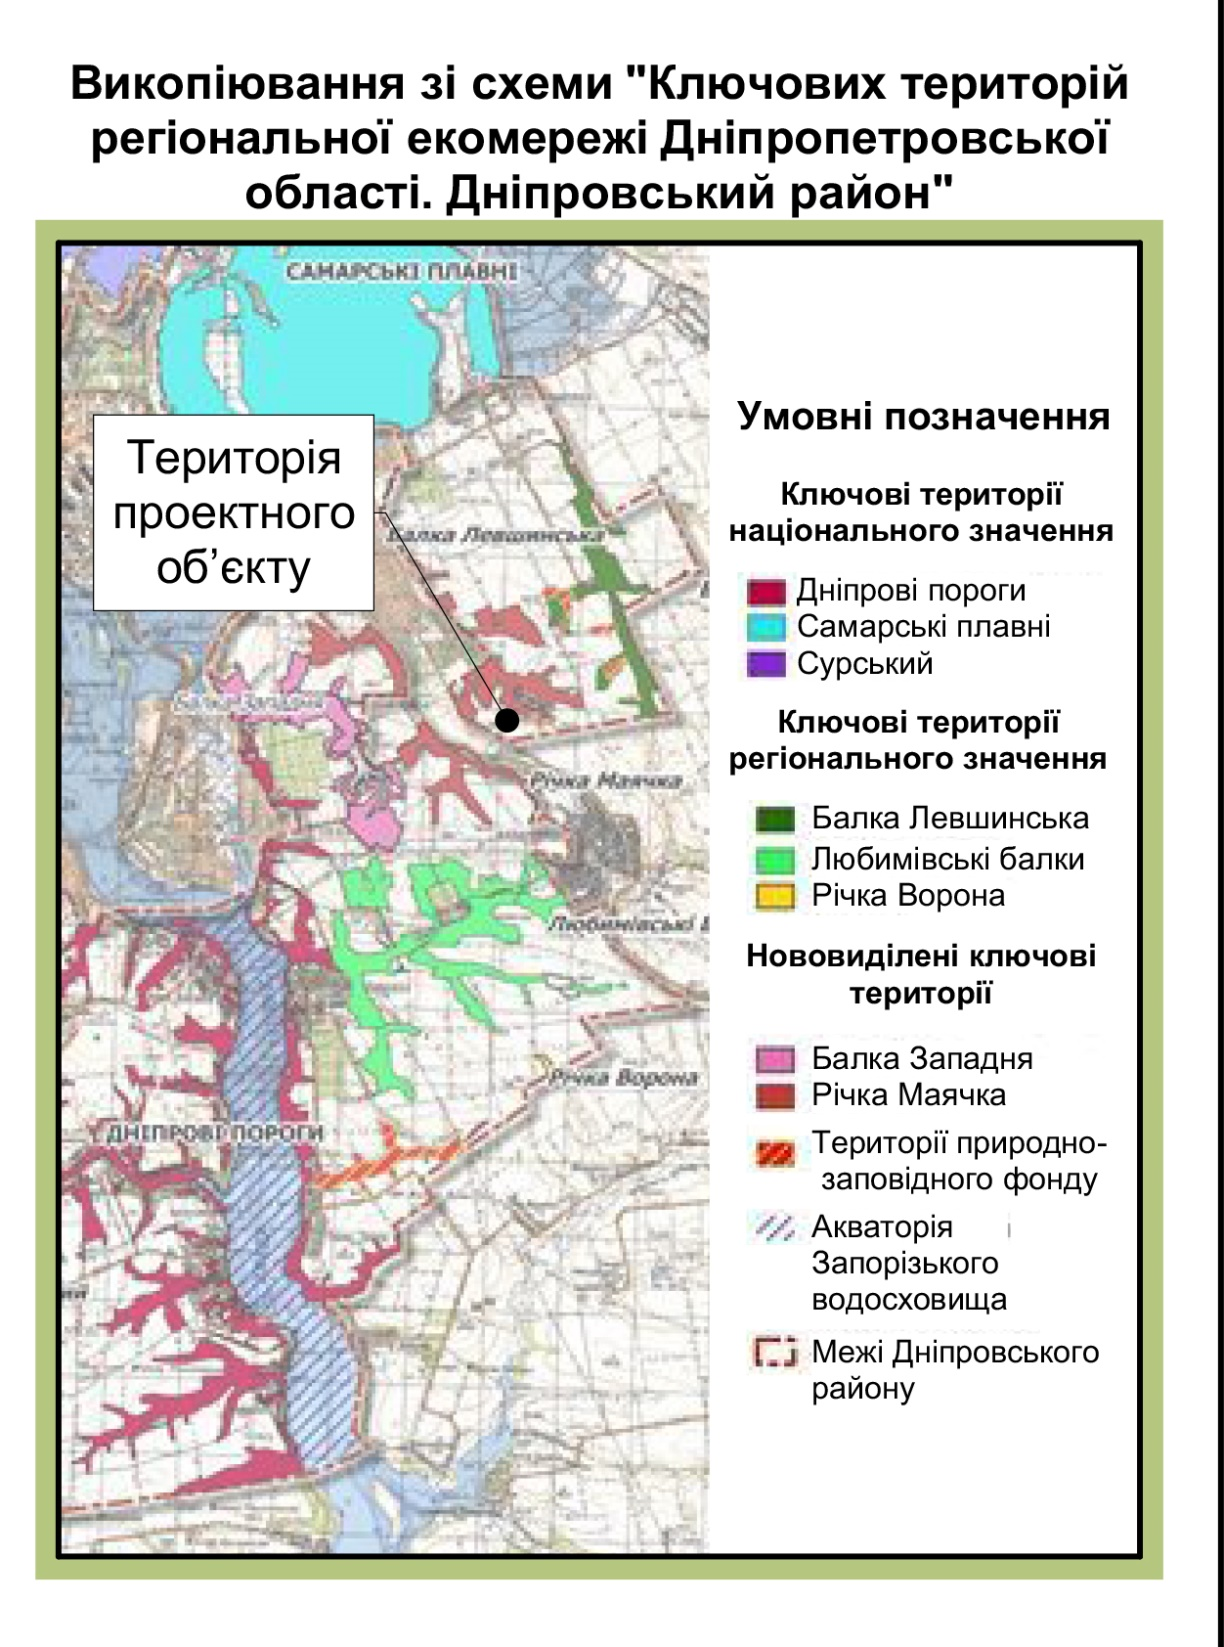 Викопіювання зі схеми "Ключових територій
регіональної екомережі Дніпропетровської
області. Дніпровський район"
САМАРСЬКІ ПЛАВНІ
Територія
проектного
об’єкту
Балка Левшинська
Балка Западня
Річка Маячка
Любимівські
Річка Ворона
ДНІПРОВІ ПОРОГИ
Умовні позначення
Ключові території
національного значення
Дніпрові пороги
Самарські плавні
Сурський
Ключові території
регіонального значення
Балка Левшинська
Любимівські балки
Річка Ворона
Нововиділені ключові
території
Балка Западня
Річка Маячка
Території природно-
заповідного фонду
Акваторія
Запорізького
водосховища
Межі Дніпровського
району